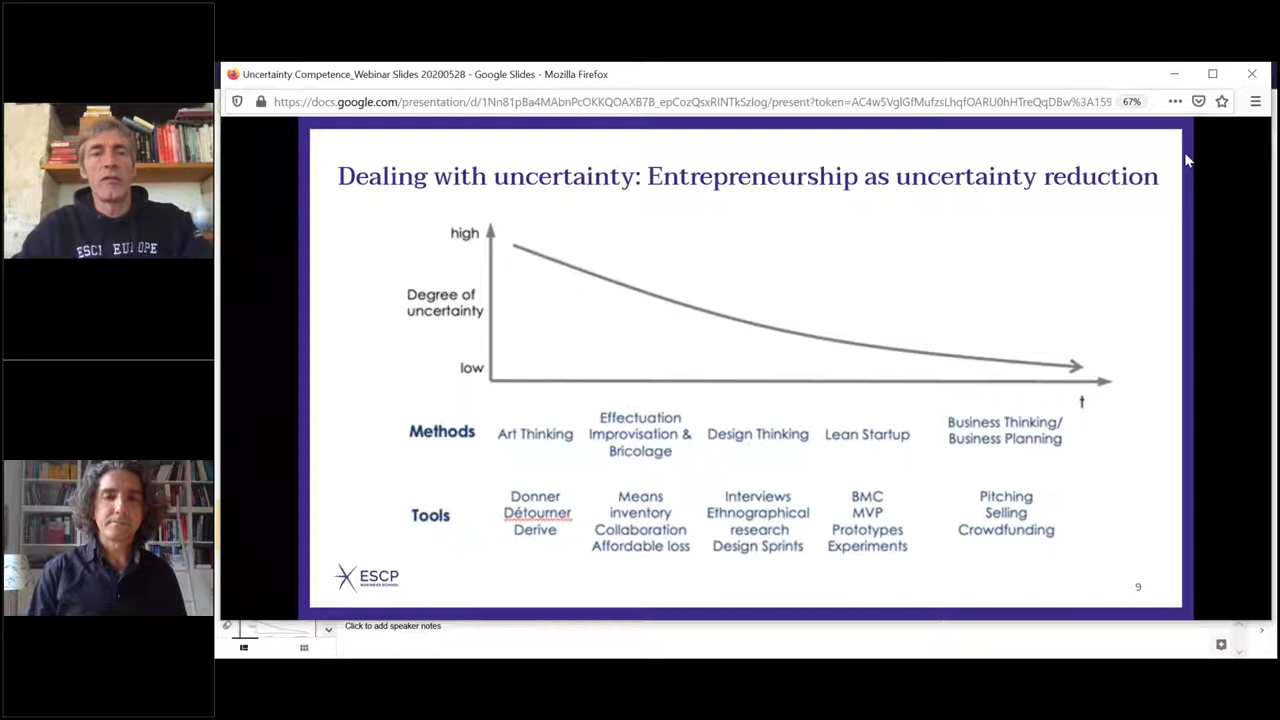 Uncertainty Competence_Webinar Slides 20200528 - Google Slides - Mozilla Firefox
https://docs.google.com/presentation/d/1Nn81pBa4MAbnPcOKKQOAXB7B_epCozQsxRlNTkSzlog/present?token=AC4w5VglGfMufzsLhqfOARU0hHTreQqDBw%3A159
67%
Dealing with uncertainty: Entrepreneurship as uncertainty reduction
high
Degree of
uncertainty
low
t
Methods
Art Thinking
Effectuation
Improvisation &
Bricolage
Design Thinking
Lean Startup
Business Thinking/
Business Planning
Tools
Donner
Détourner
Derive
Means
inventory
Collaboration
Affordable loss
Interviews
Ethnographical
research
Design Sprints
BMC
MVP
Prototypes
Experiments
Pitching
Selling
Crowdfunding
ESCP
BUSINESS SCHOOL
9
Click to add speaker notes